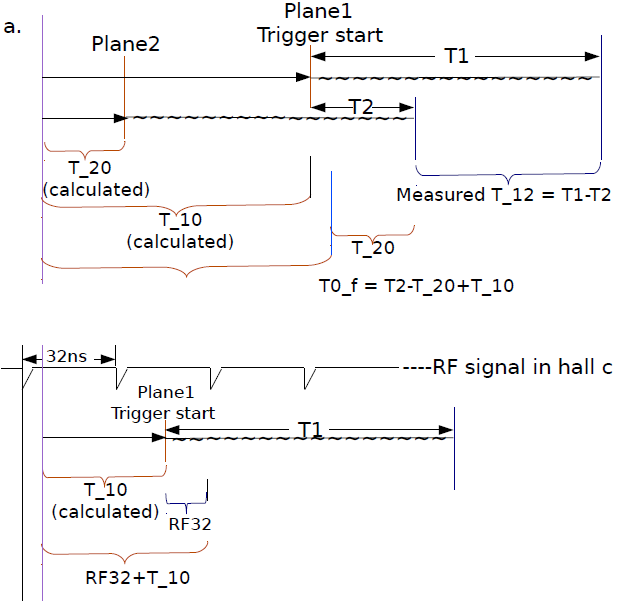 a.
Plane1
Trigger start
Plane2
T1
T2
T_20
(calculated)
Measured T_12 = T1-T2
T_10
(calculated)
T_20
T0_f = T2-T_20+T_10
32ns
----RF signal in hall c
Plane1
Trigger start
T1
T_10
(calculated)
RF32
RF32+T_10